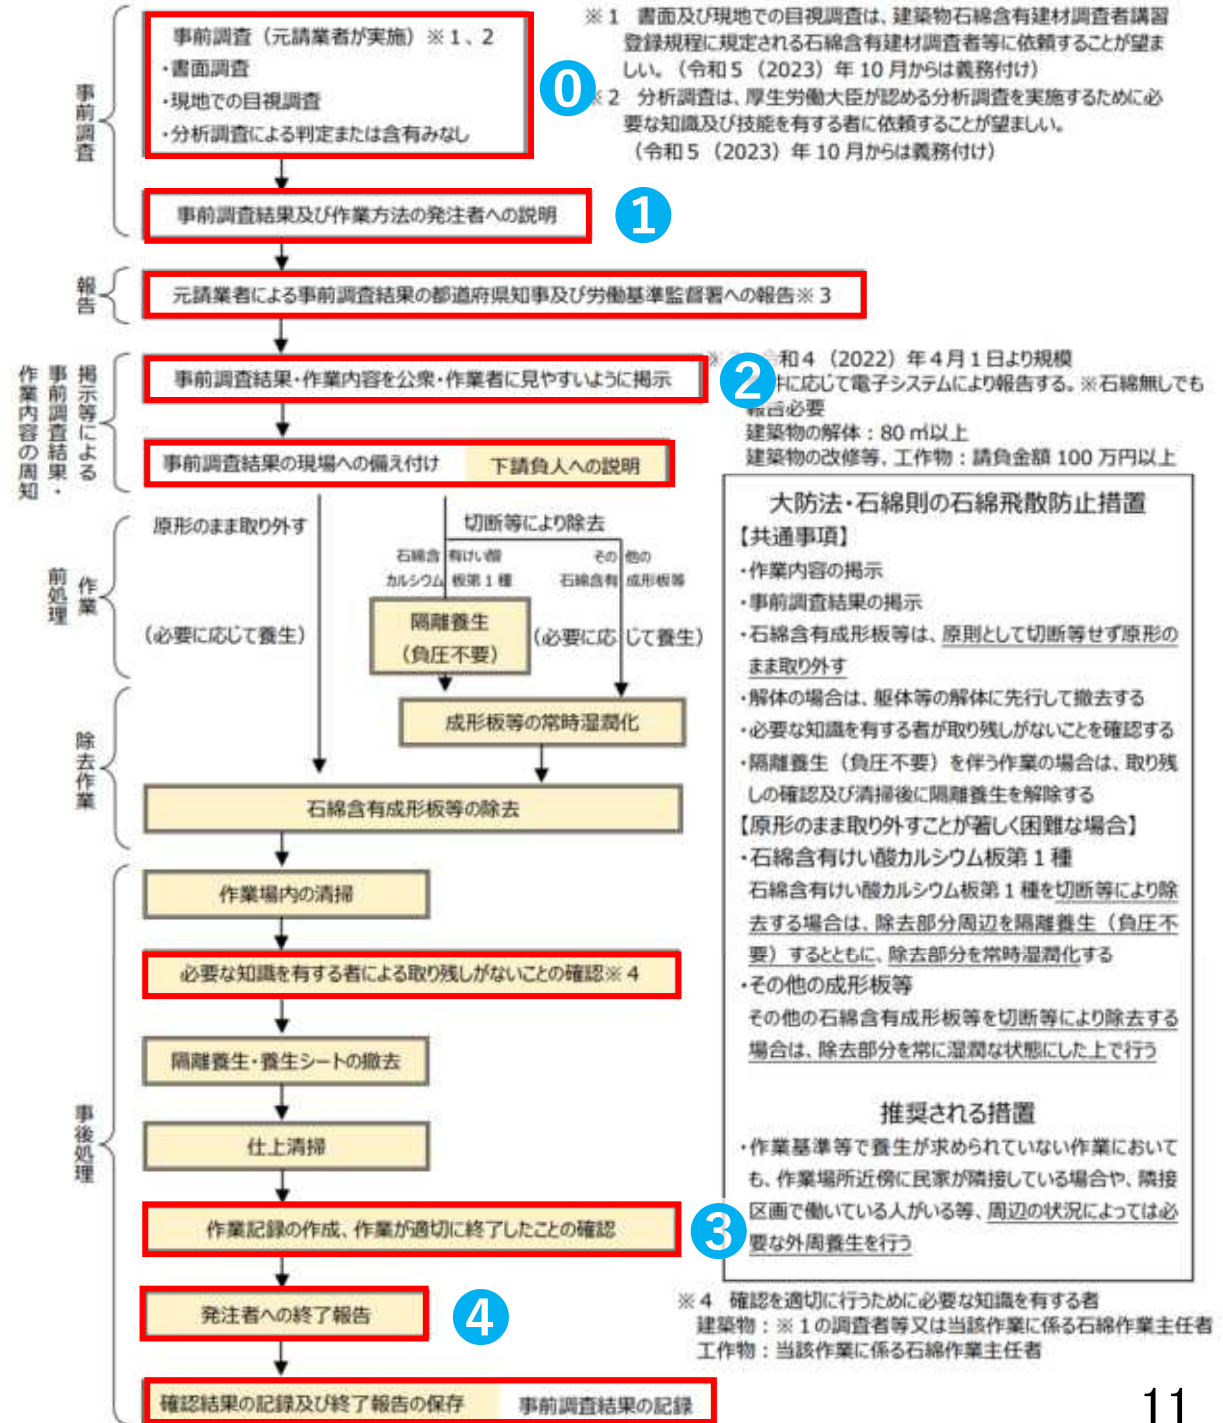 事前調査（元請業者が実施）※１、２
・書面調査
・現地での目視調査
・分析調査による判定または含有みなし
0
※１　書面及び現地での目視調査は、建築物石綿含有建材調査者講習
登録規程に規定される石綿含有建材調査者等に依頼することが望ま
しい。（令和５（2023）年 10 月からは義務付け）
※２　分析調査は、厚生労働大臣が認める分析調査を実施するために必
要な知識及び技能を有する者に依頼することが望ましい。
（令和５（2023）年 10 月からは義務付け）
事前調査
事前調査結果及び作業方法の発注者への説明
1
報告
元請業者による事前調査結果の都道府県知事及び労働基準監督署への報告※３
掲示等による
事前調査結果・
作業内容の周知
事前調査結果・作業内容を公衆・作業者に見やすいように掲示
2
和４（2022）年４月１日より規模
に応じて電子システムにより報告する。※石綿無しでも
報告必要
建築物の解体：80 ㎡以上
建築物の改修等、工作物：請負金額 100 万円以上
事前調査結果の現場への備え付け　下請負人への説明
作業
前処理
原形のまま取り外す
切断等により除去
石綿含有けい酸
カルシウム板第１種
その他の
石綿含有成形板等
（必要に応じて養生）
隔離養生
（負圧不要）
（必要に応じて養生）
除去作業
成形板等の常時湿潤化
石綿含有成形板等の除去
事後処理
作業場内の清掃
必要な知識を有する者による取り残しがないことの確認※４
隔離養生・養生シートの撤去
仕上清掃
作業記録の作成、作業が適切に終了したことの確認
3
発注者への終了報告
4
確認結果の記録及び終了報告の保存　事前調査結果の記録
大防法・石綿則の石綿飛散防止措置
【共通事項】
・作業内容の掲示
・事前調査結果の掲示
・石綿含有成形板等は、原則として切断等せず原形の
まま取り外す
・解体の場合は、躯体等の解体に先行して撤去する
・必要な知識を有する者が取り残しがないことを確認する
・隔離養生（負圧不要）を伴う作業の場合は、取り残
しの確認及び清掃後に隔離養生を解除する
【原形のまま取り外すことが著しく困難な場合】
・石綿含有けい酸カルシウム板第１種
石綿含有けい酸カルシウム板第１種を切断等により除
去する場合は、除去部分周辺を隔離養生（負圧不
要）するとともに、除去部分を常時湿潤化する
・その他の成形板等
その他の石綿含有成形板等を切断等により除去する
場合は、除去部分を常に湿潤な状態にした上で行う
推奨される措置
・作業基準等で養生が求められていない作業において
も、作業場所近傍に民家が隣接している場合や、隣接
区画で働いている人がいる等、周辺の状況によっては必
要な外周養生を行う
※４　確認を適切に行うために必要な知識を有する者
建築物：※１の調査者等又は当該作業に係る石綿作業主任者
工作物：当該作業に係る石綿作業主任者
11